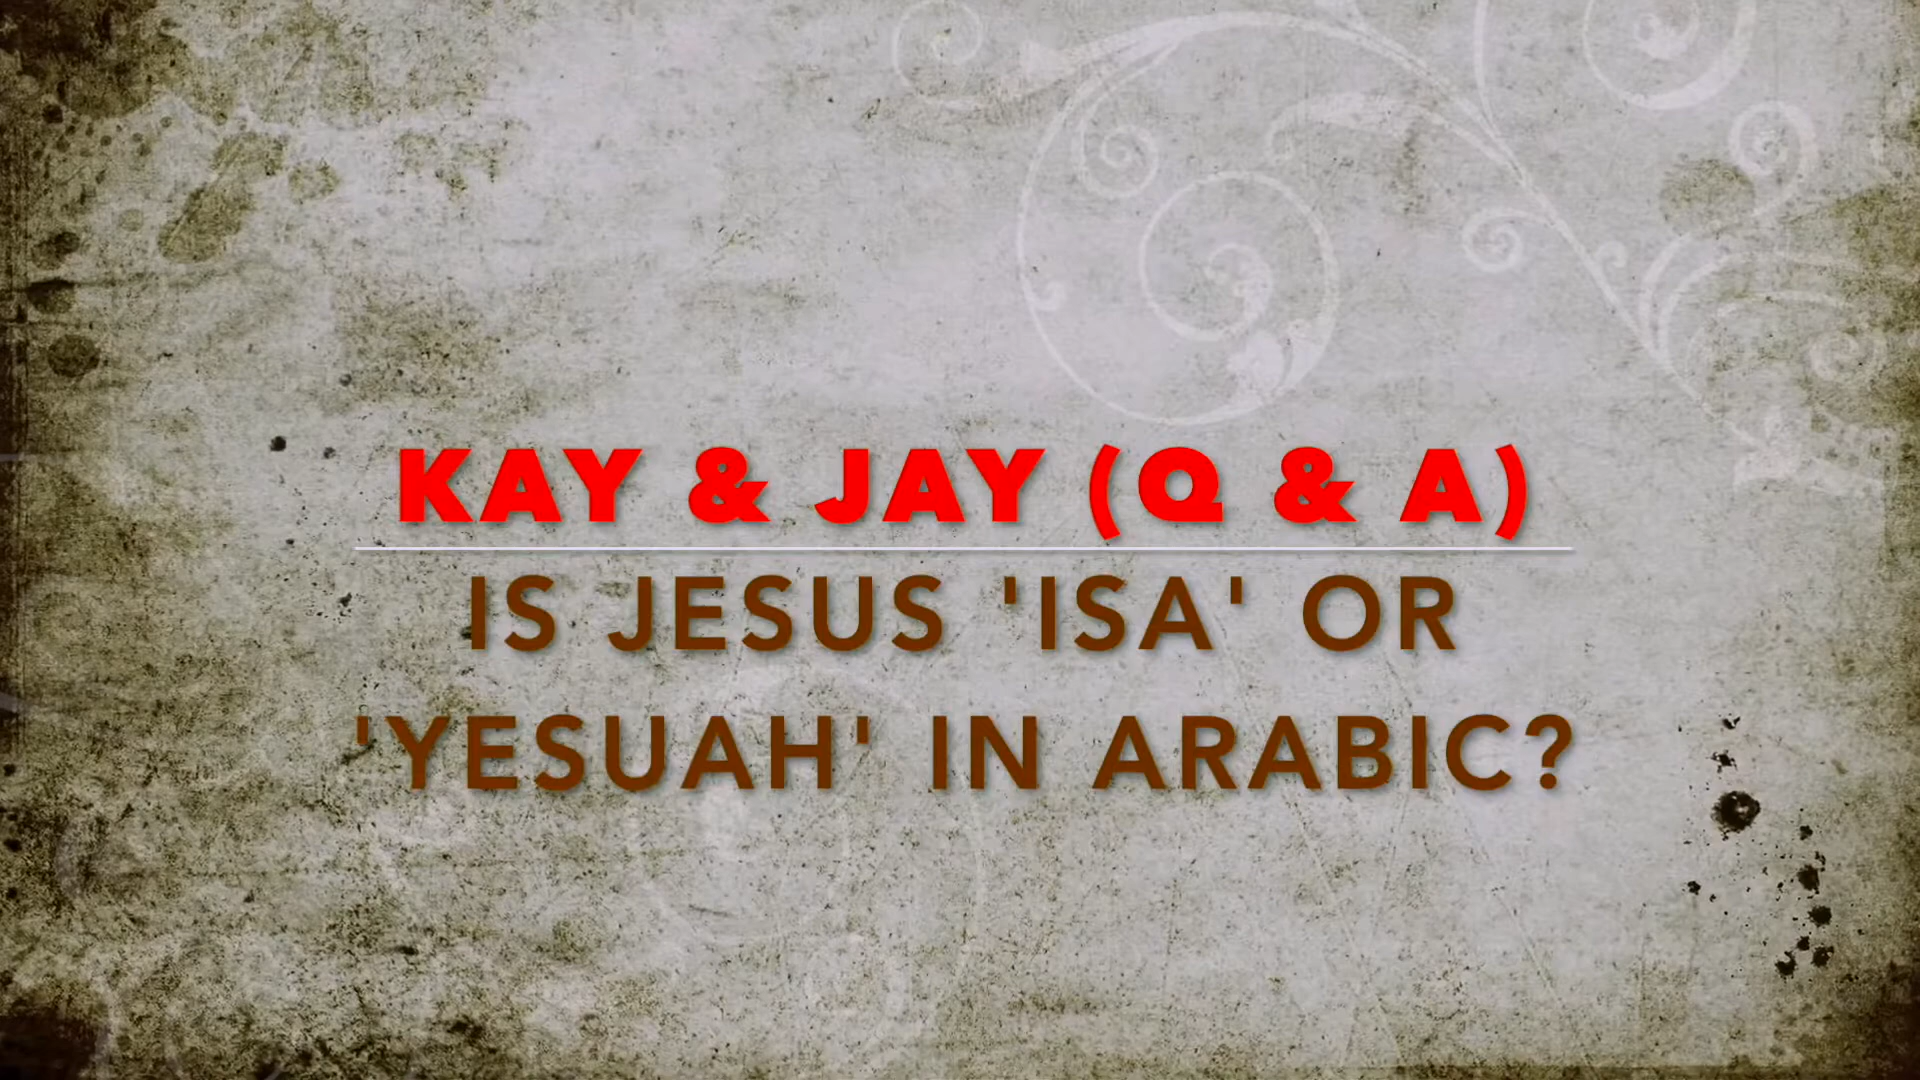 KAY & JAY (Q & A)
IS JESUS 'ISA' OR
'YESUAH' IN ARABIC?